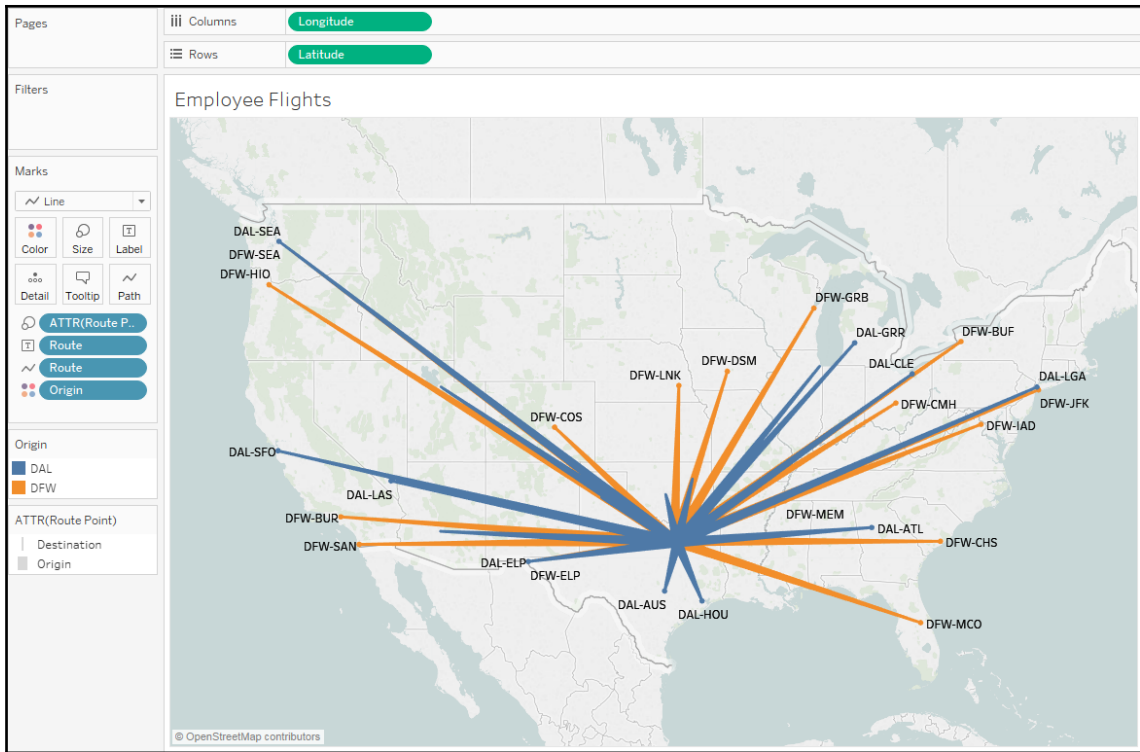 Pages
Columns
Longitude
Rows
Latitude
Filters
Employee Flights
Marks
Line
Color
Size
Label
Detail
Tooltip
Path
ATTR(Route P..
Route
Route
Origin
Origin
DAL
DFW
ATTR(Route Point)
Destination
Origin
DAL-SEA
DFW-SEA
DFW-HIO
DFW-GRB
DAL-GRR
DFW-BUF
DFW-DSM
DAL-CLE
DFW-LNK
DAL-LGA
DFW-CMH
DFW-JFK
DFW-COS
DFW-IAD
DAL-SFO
DAL-LAS
DFW-BUR
DFW-MEM
DAL-ATL
DFW-SAN
DFW-CHS
DAL-ELP
DFW-ELP
DAL-AUS
DAL-HOU
DFW-MCO
© OpenStreetMap contributors